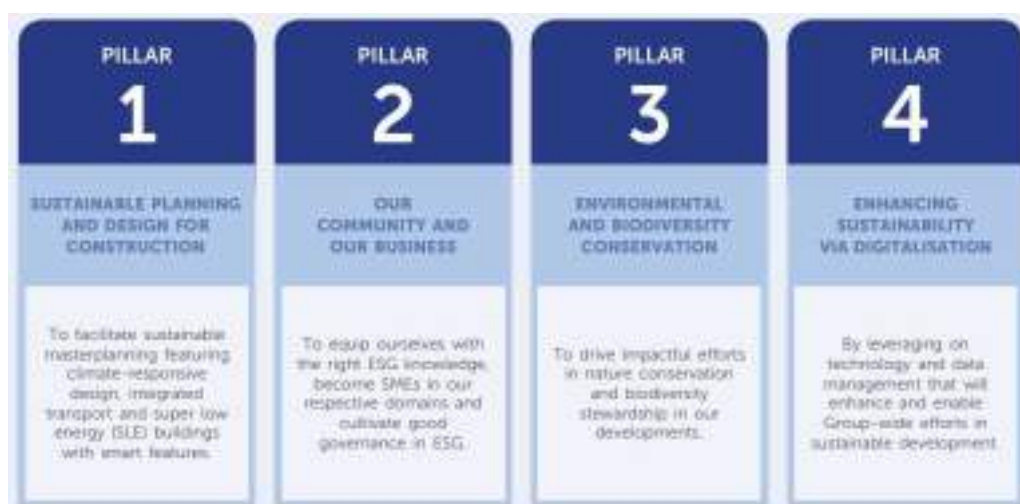 PILLAR
1
SUSTAINABLE PLANNING
AND DESIGN FOR
CONSTRUCTION
To facilitate sustainable
masterplanning featuring
climate-responsive
design, integrated
transport and super low
energy (SLE) buildings
with smart features.
PILLAR
2
OUR
COMMUNITY AND
OUR BUSINESS
To equip ourselves with
the right ESG knowledge,
become SMEs in our
respective domains and
cultivate good
governance in ESG.
PILLAR
3
ENVIRONMENTAL
AND BIODIVERSITY
CONSERVATION
To drive impactful efforts
in nature conservation
and biodiversity
stewardship in our
developments.
PILLAR
4
ENHANCING
SUSTAINABILITY
VIA DIGITALISATION
By leveraging on
technology and data
management that will
enhance and enable
Group-wide efforts in
sustainable development